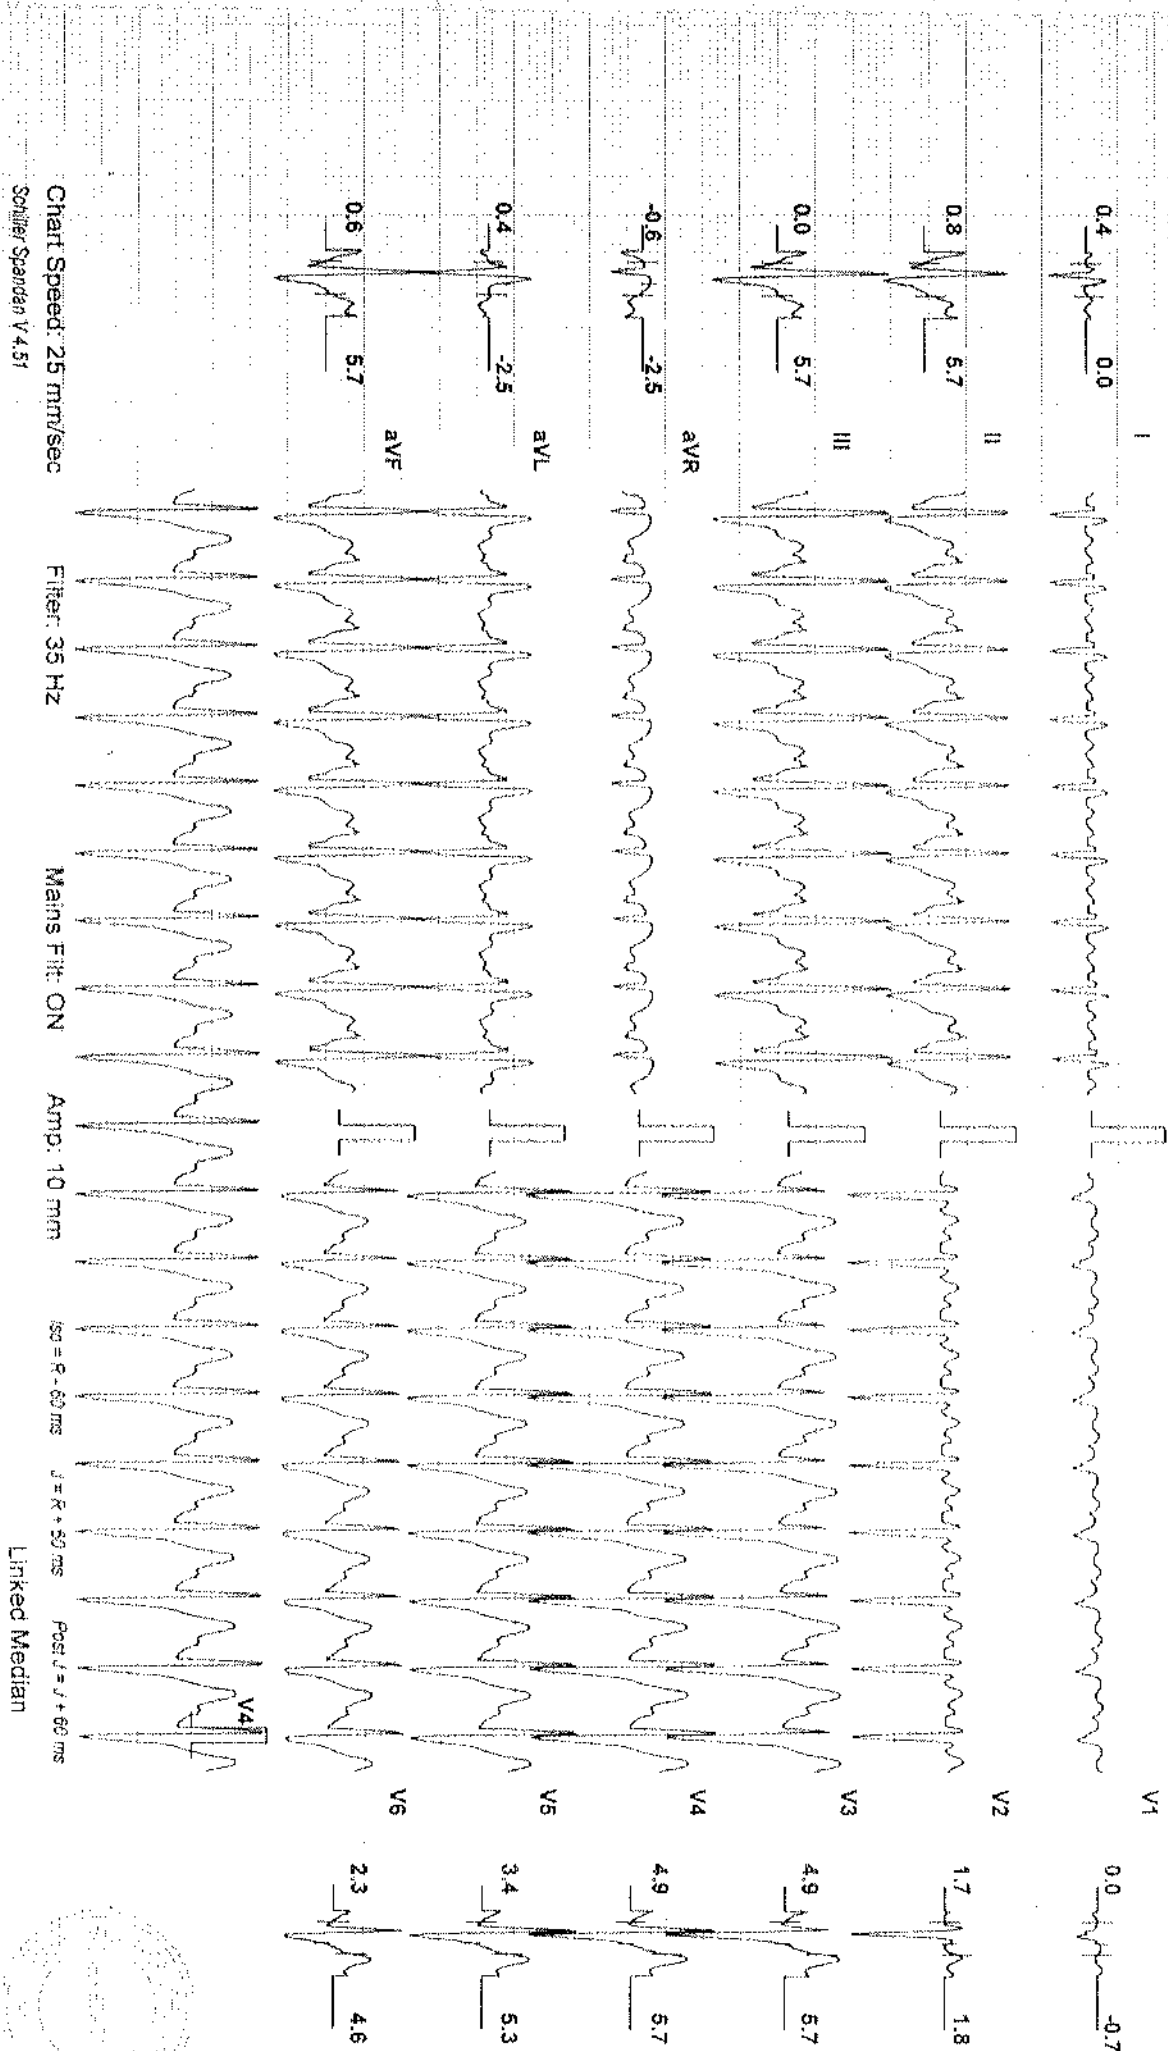 I
0.4 0.0
II
0.8 5.7
III
0.0 5.7
aVR
-0.6 -2.5
aVL
0.4 -2.5
aVF
0.6 5.7
V1
0.0 -0.7
V2
1.7 1.8
V3
4.9 5.7
V4
4.9 5.7
V5
3.4 5.3
V6
2.3 4.6
V4
Chart Speed: 25 mm/sec Filter: 35 Hz Mains Filt: ON Amp: 10 mm Iso = R - 60 ms J = R + 60 ms Post J = J + 60 ms
Schiller Spandan V 4.51
Linked Median